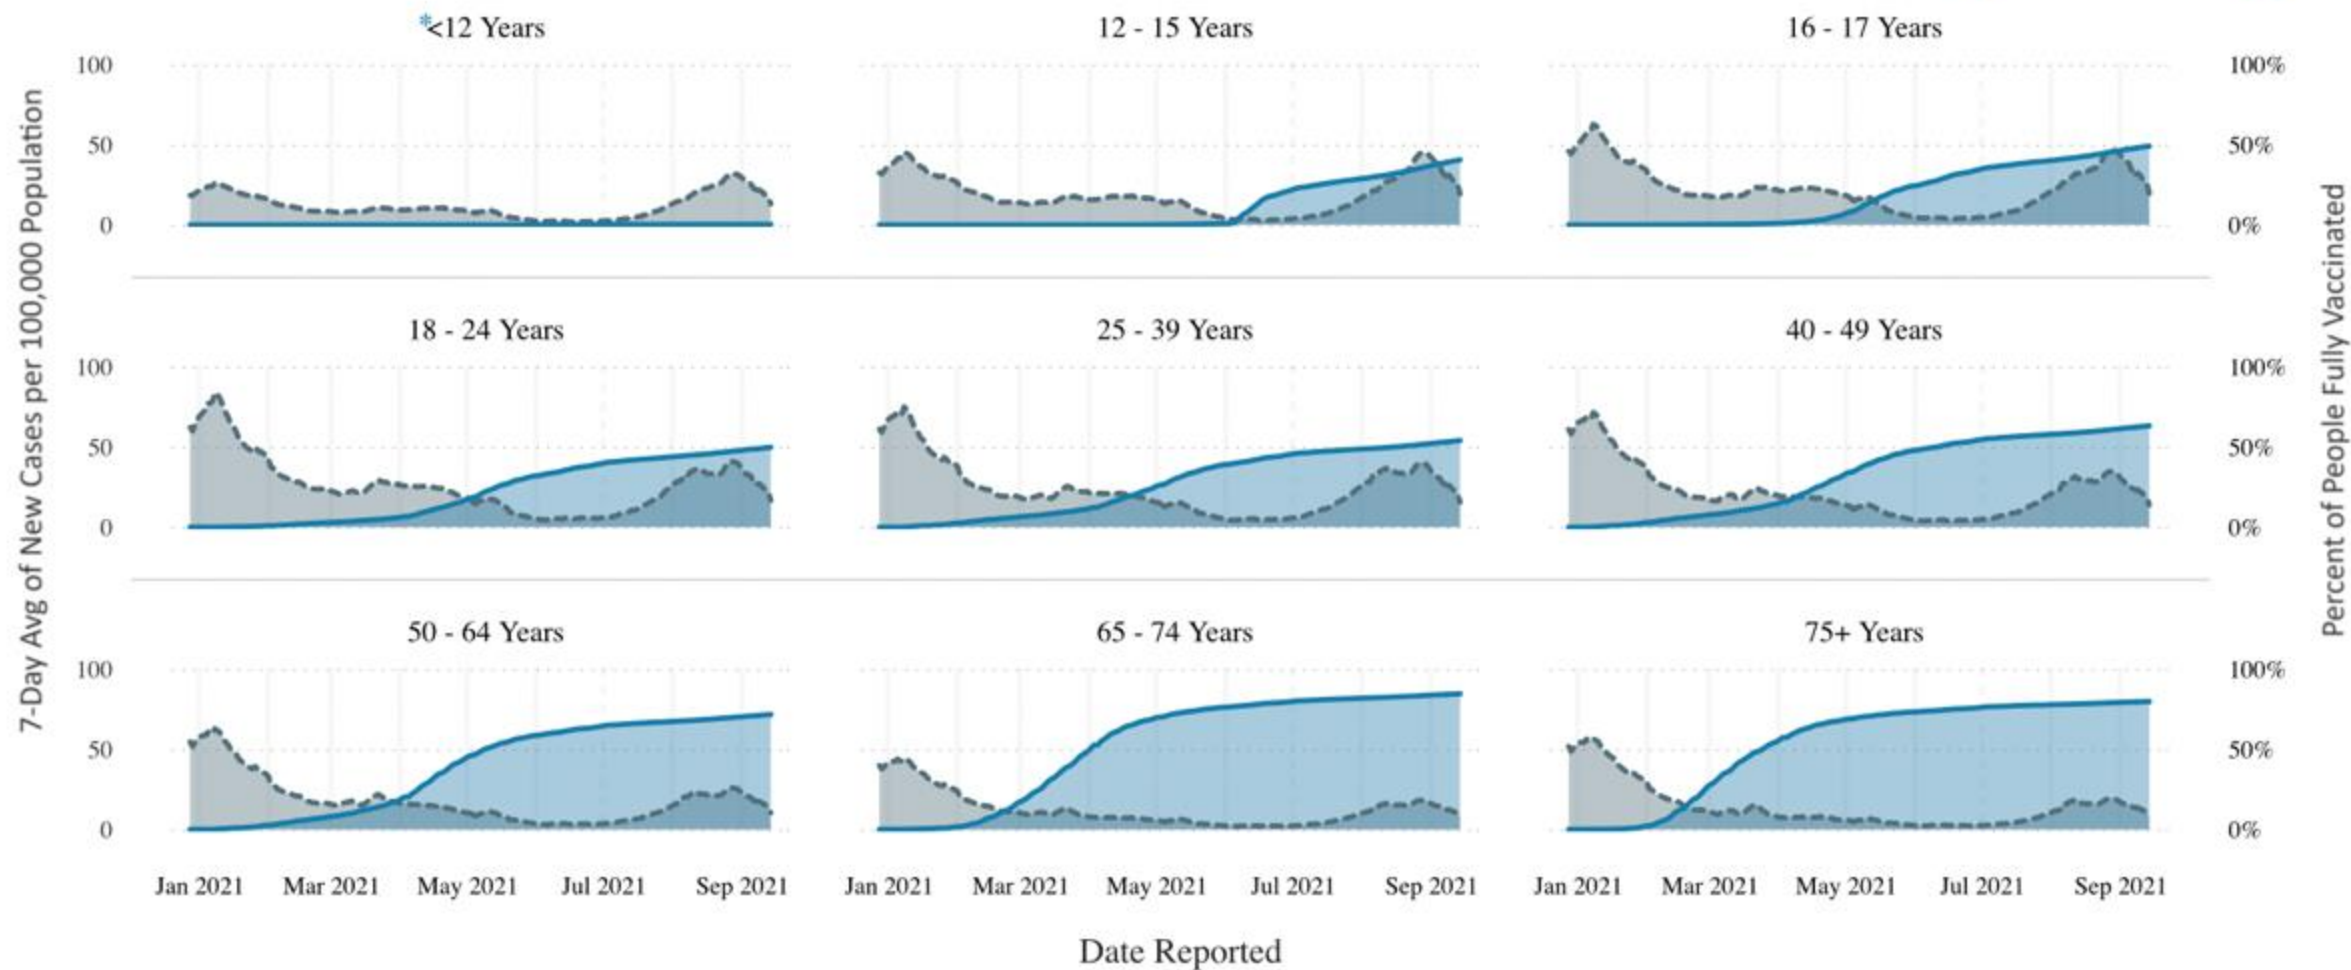 *<12 Years
12 - 15 Years
16 - 17 Years
100
50
0
100%
50%
0%
18 - 24 Years
25 - 39 Years
40 - 49 Years
100
50
0
100%
50%
0%
50 - 64 Years
65 - 74 Years
75+ Years
100
50
0
100%
50%
0%
7-Day Avg of New Cases per 100,000 Population
Percent of People Fully Vaccinated
Jan 2021 Mar 2021 May 2021 Jul 2021 Sep 2021
Jan 2021 Mar 2021 May 2021 Jul 2021 Sep 2021
Jan 2021 Mar 2021 May 2021 Jul 2021 Sep 2021
Date Reported